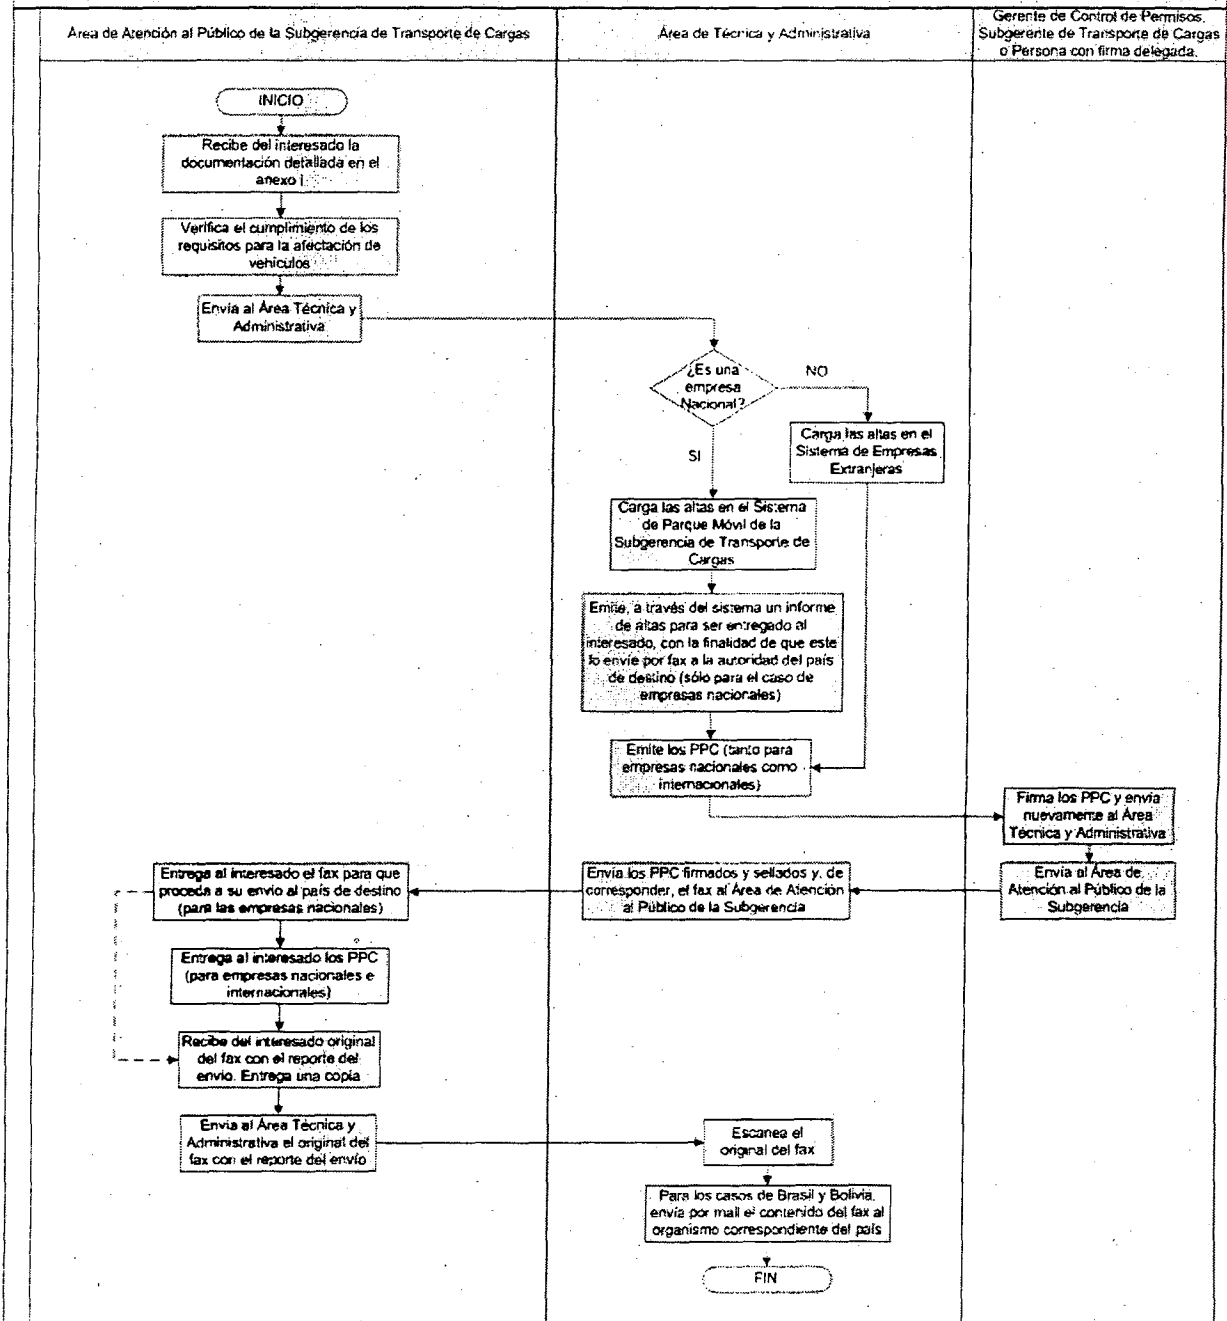 Área de Atención al Público de la Subgerencia de Transporte de Cargas
Área de Técnica y Administrativa
Gerente de Control de Permisos,
Subgerente de Transporte de Cargas
o Persona con firma delegada.
INICIO
Recibe del interesado la
documentación detallada en el
anexo I
Verifica el cumplimiento de los
requisitos para la afectación de
vehículos
Envía al Área Técnica y
Administrativa
¿Es una
empresa
Nacional?
NO
SI
Carga las altas en el
Sistema de Empresas
Extranjeras
Carga las altas en el Sistema
de Parque Móvil de la
Subgerencia de Transporte de
Cargas
Emite, a través del sistema un informe
de altas para ser entregado al
interesado, con la finalidad de que este
lo envíe por fax a la autoridad del país
de destino (sólo para el caso de
empresas nacionales)
Emite los PPC (tanto para
empresas nacionales como
internacionales)
Firma los PPC y envía
nuevamente al Área
Técnica y Administrativa
Envía al Área de
Atención al Público de la
Subgerencia
Envía los PPC firmados y sellados y, de
corresponder, el fax al Área de Atención
al Público de la Subgerencia
Entrega al interesado el fax para que
proceda a su envío al país de destino
(para las empresas nacionales)
Entrega al interesado los PPC
(para empresas nacionales e
internacionales)
Recibe del interesado original
del fax con el reporte del
envío. Entrega una copia
Envía al Área Técnica y
Administrativa el original del
fax con el reporte del envío
Escanea el
original del fax
Para los casos de Brasil y Bolivia,
envía por mail el contenido del fax al
organismo correspondiente del país
FIN